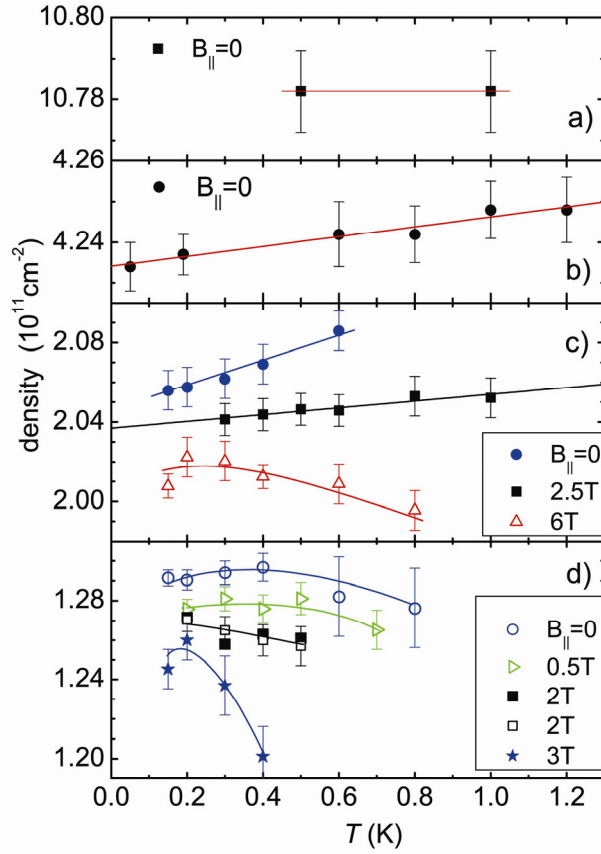 10.80
B||=0
10.78
a)
4.26
B||=0
4.24
b)
density (10¹¹cm⁻²)
c)
2.08
2.04
2.00
B||=0
2.5T
6T
d)
1.28
1.24
1.20
B||=0
0.5T
2T
2T
3T
0.0 0.2 0.4 0.6 0.8 1.0 1.2
T (K)